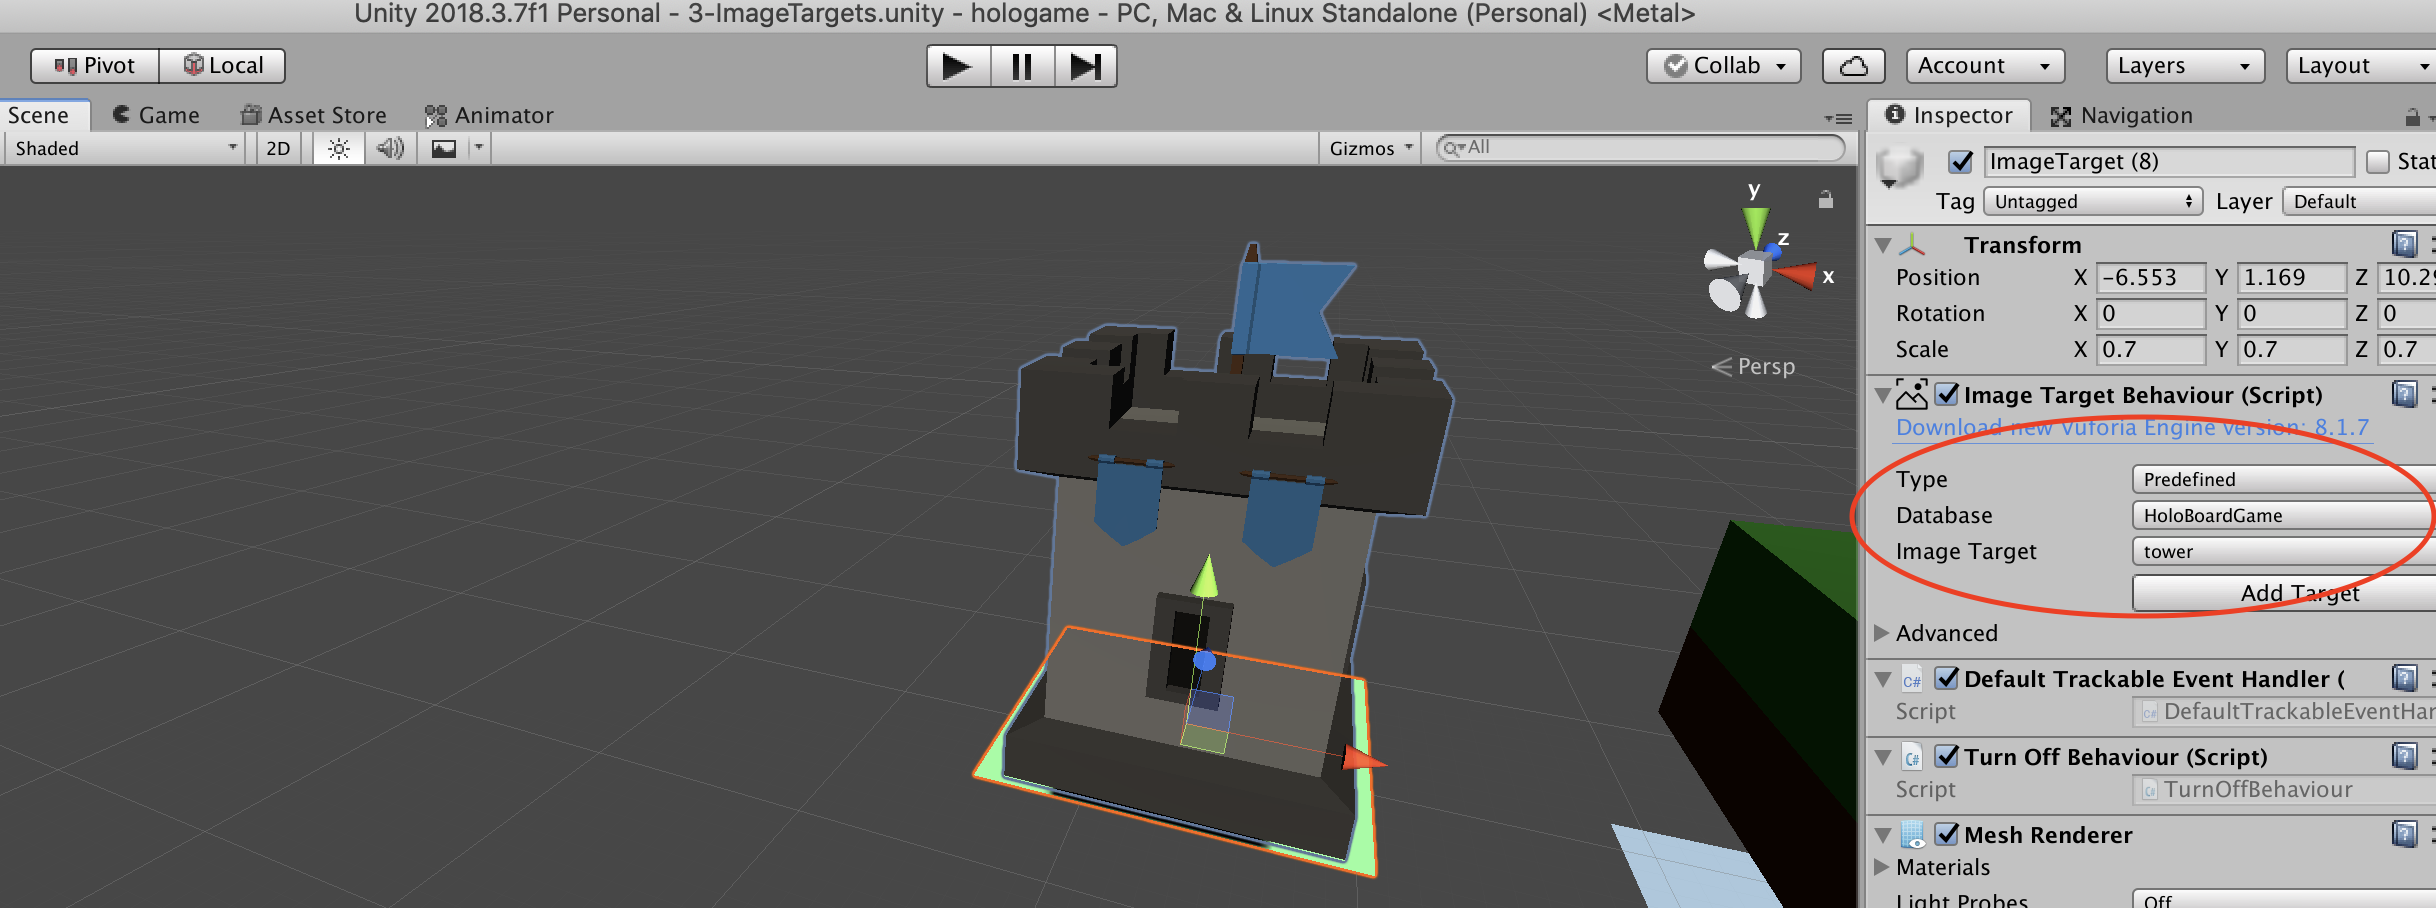 Unity 2018.3.7f1 Personal - 3-ImageTargets.unity - hologame - PC, Mac & Linux Standalone (Personal) <Metal>
Pivot Local Collab Account Layers Layout
Scene Game Asset Store Animator Inspector Navigation
Shaded 2D Gizmos All
ImageTarget (8) Stat
Tag Untagged Layer Default
y
z
x
Persp
Transform
Position X -6.553 Y 1.169 Z 10.29
Rotation X 0 Y 0 Z 0
Scale X 0.7 Y 0.7 Z 0.7
Image Target Behaviour (Script)
Download new Vuforia Engine version: 8.1.7
Type Predefined
Database HoloBoardGame
Image Target tower
Add Target
Advanced
C# Default Trackable Event Handler (
Script DefaultTrackableEventHar
C# Turn Off Behaviour (Script)
Script TurnOffBehaviour
Mesh Renderer
Materials
Light Probes Off